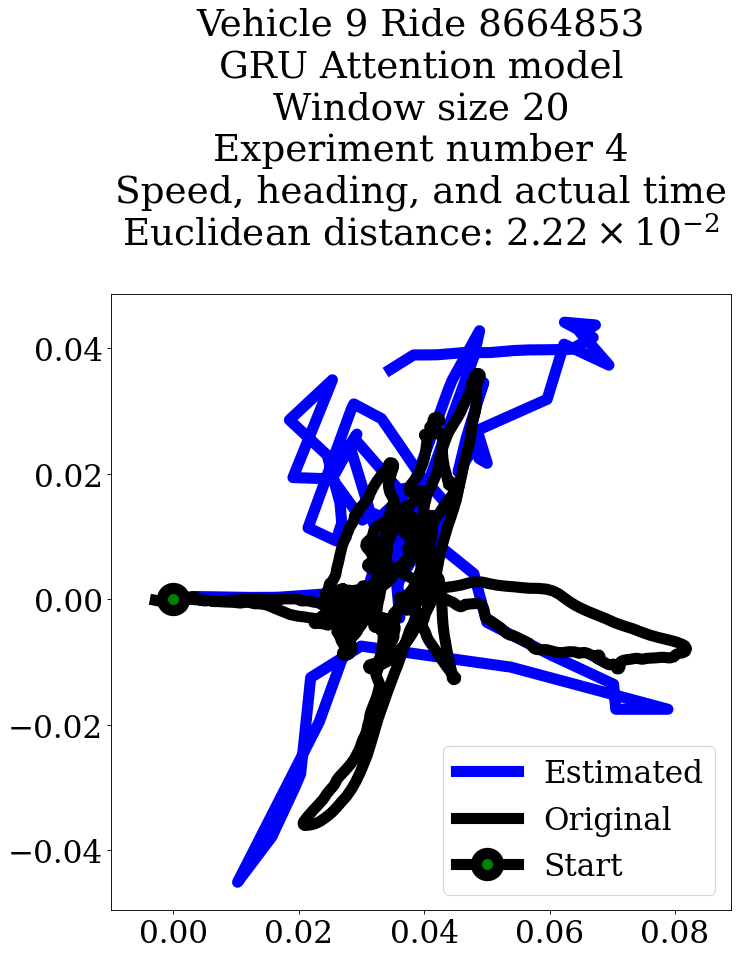 Vehicle 9 Ride 8664853
GRU Attention model
Window size 20
Experiment number 4
Speed, heading, and actual time
Euclidean distance: 2.22 × 10⁻²
0.04
0.02
0.00
−0.02
−0.04
Estimated
Original
Start
0.00 0.02 0.04 0.06 0.08